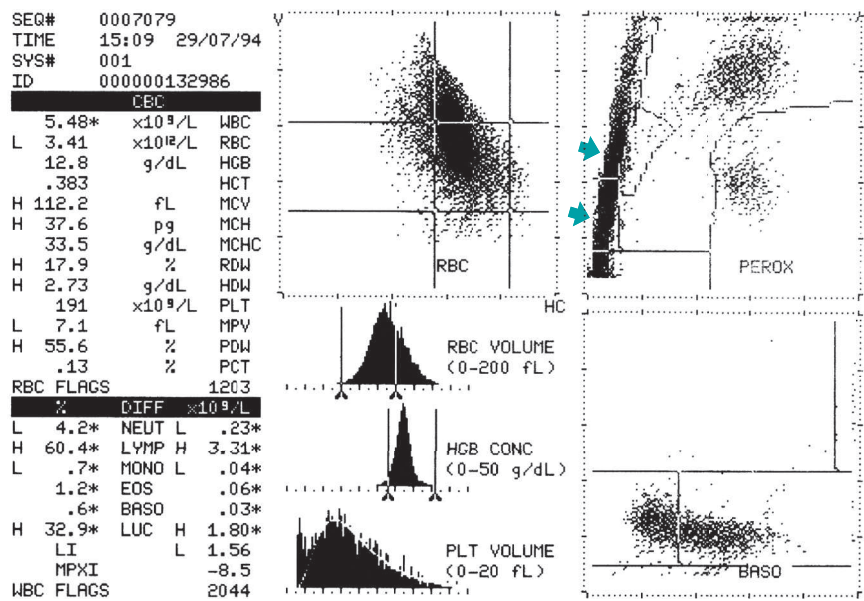 SEQ# 0007079
TIME 15:09 29/07/94
SYS# 001
ID 000000132986
CBC
5.48* x10⁹/L WBC
L 3.41 x10¹²/L RBC
12.8 g/dL HGB
.383 HCT
H 112.2 fL MCV
H 37.6 pg MCH
33.5 g/dL MCHC
H 17.9 % RDW
H 2.73 g/dL HDW
191 x10⁹/L PLT
L 7.1 fL MPV
H 55.6 % PDW
.13 % PCT
RBC FLAGS 1203
% DIFF x10⁹/L
L 4.2* NEUT L .23*
H 60.4* LYMP H 3.31*
L .7* MONO L .04*
1.2* EOS .06*
.6* BASO .03*
H 32.9* LUC H 1.80*
LI L 1.56
MPXI -8.5
WBC FLAGS 2044
V
RBC
HC
RBC VOLUME
(0-200 fL)
HGB CONC
(0-50 g/dL)
PLT VOLUME
(0-20 fL)
PEROX
BASO